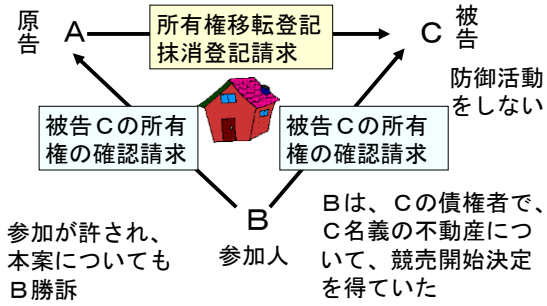 原告
A
所有権移転登記
抹消登記請求
C
被告
防御活動
をしない
被告Cの所有
権の確認請求
被告Cの所有
権の確認請求
B
参加人
参加が許され、
本案についても
B勝訴
Bは、Cの債権者で、
C名義の不動産につ
いて、競売開始決定
を得ていた